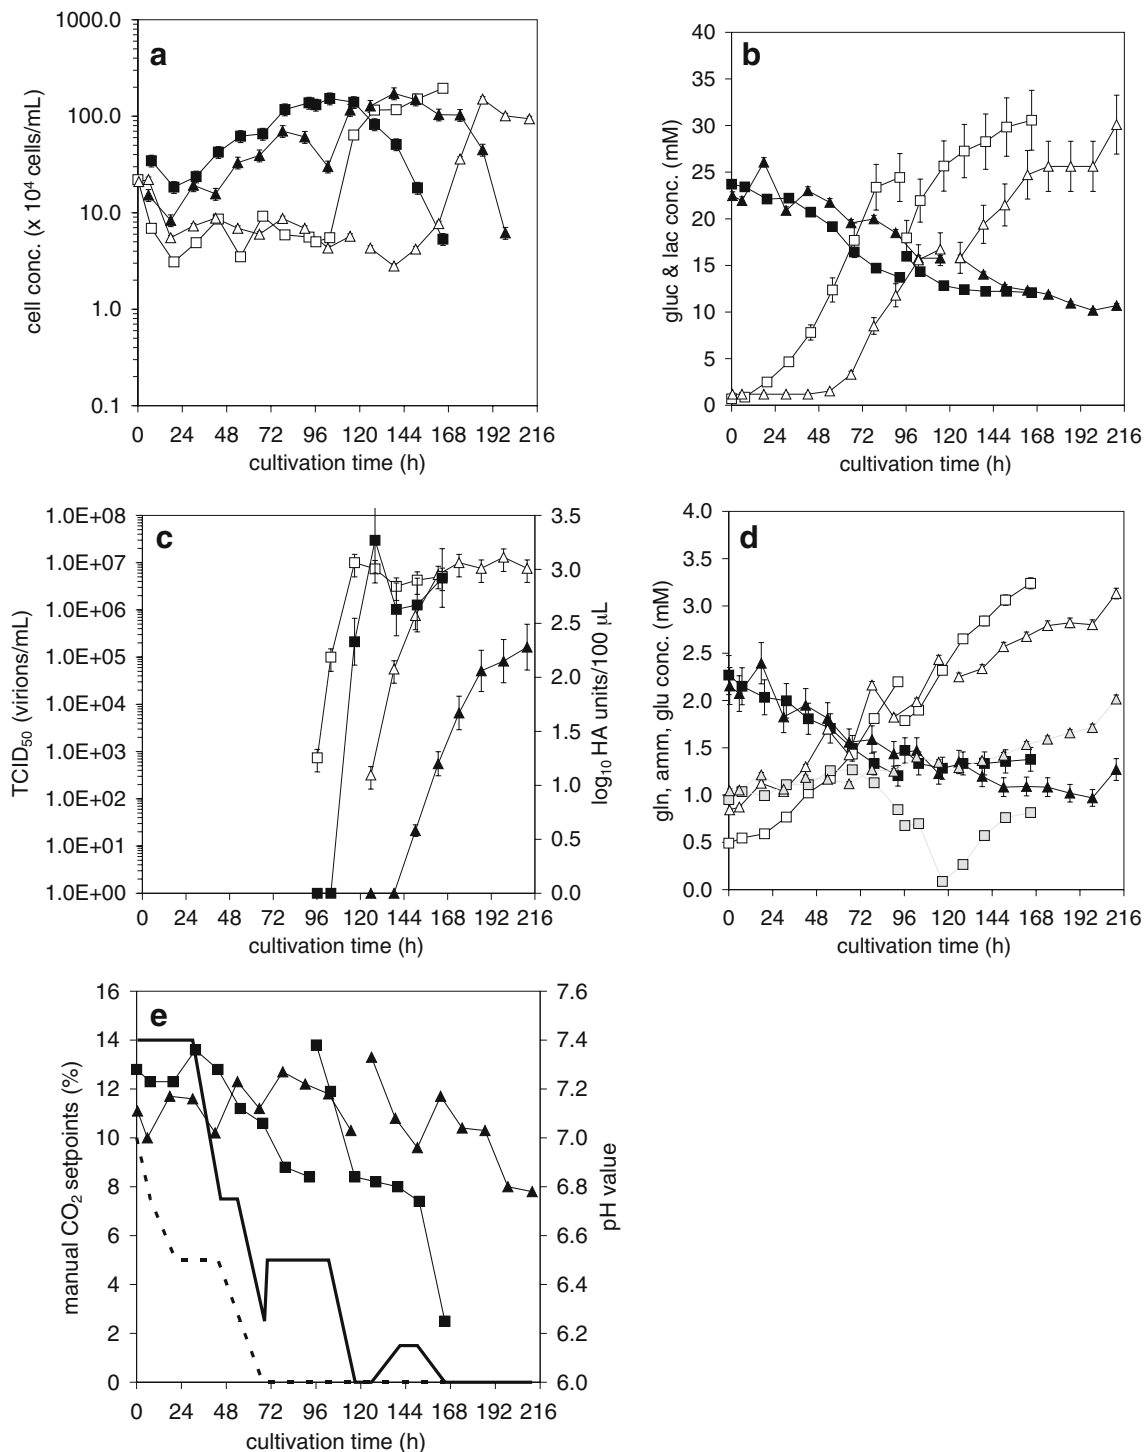 a
cell conc. (x 10⁴ cells/mL)
1000.0
100.0
10.0
1.0
0.1
0 24 48 72 96 120 144 168 192 216
cultivation time (h)
b
gluc & lac conc. (mM)
40
35
30
25
20
15
10
5
0
0 24 48 72 96 120 144 168 192 216
cultivation time (h)
c
TCID₅₀ (virions/mL)
1.0E+08
1.0E+07
1.0E+06
1.0E+05
1.0E+04
1.0E+03
1.0E+02
1.0E+01
1.0E+00
3.5
3.0
2.5
2.0
1.5
1.0
0.5
0.0
log₁₀ HA units/100 μL
0 24 48 72 96 120 144 168 192 216
cultivation time (h)
d
gln, amm, glu conc. (mM)
4.0
3.5
3.0
2.5
2.0
1.5
1.0
0.5
0.0
0 24 48 72 96 120 144 168 192 216
cultivation time (h)
e
manual CO₂ setpoints (%)
16
14
12
10
8
6
4
2
0
7.6
7.4
7.2
7.0
6.8
6.6
6.4
6.2
6.0
pH value
0 24 48 72 96 120 144 168 192 216
cultivation time (h)